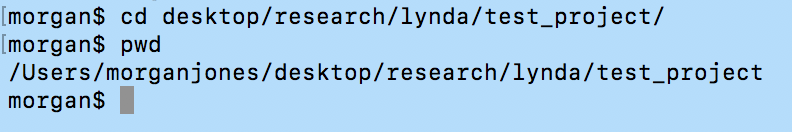 [morgan$ cd desktop/research/lynda/test_project/
[morgan$ pwd
/Users/morganjones/desktop/research/lynda/test_project
morgan$